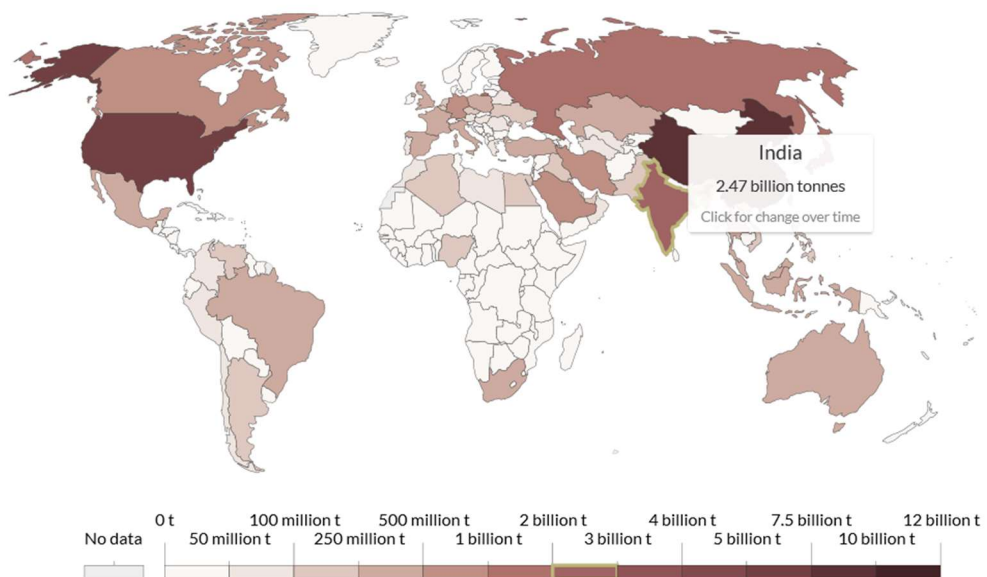 India
2.47 billion tonnes
Click for change over time
0 t 100 million t 500 million t 2 billion t 4 billion t 7.5 billion t 12 billion t
No data 50 million t 250 million t 1 billion t 3 billion t 5 billion t 10 billion t